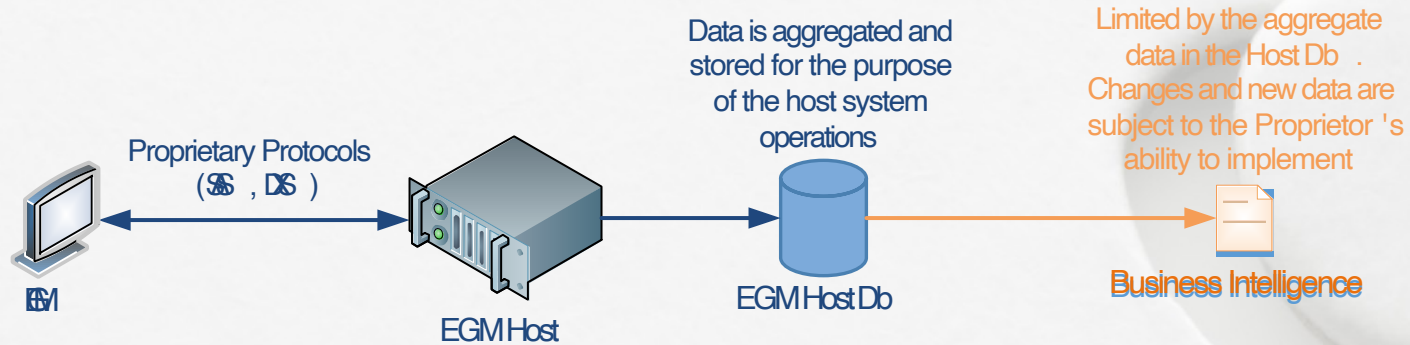 Data is aggregated and
stored for the purpose
of the host system
operations
Limited by the aggregate
data in the Host Db .
Changes and new data are
subject to the Proprietor 's
ability to implement
Proprietary Protocols
(SAS , DXS )
EGM
EGM Host
EGM Host Db
Business Intelligence